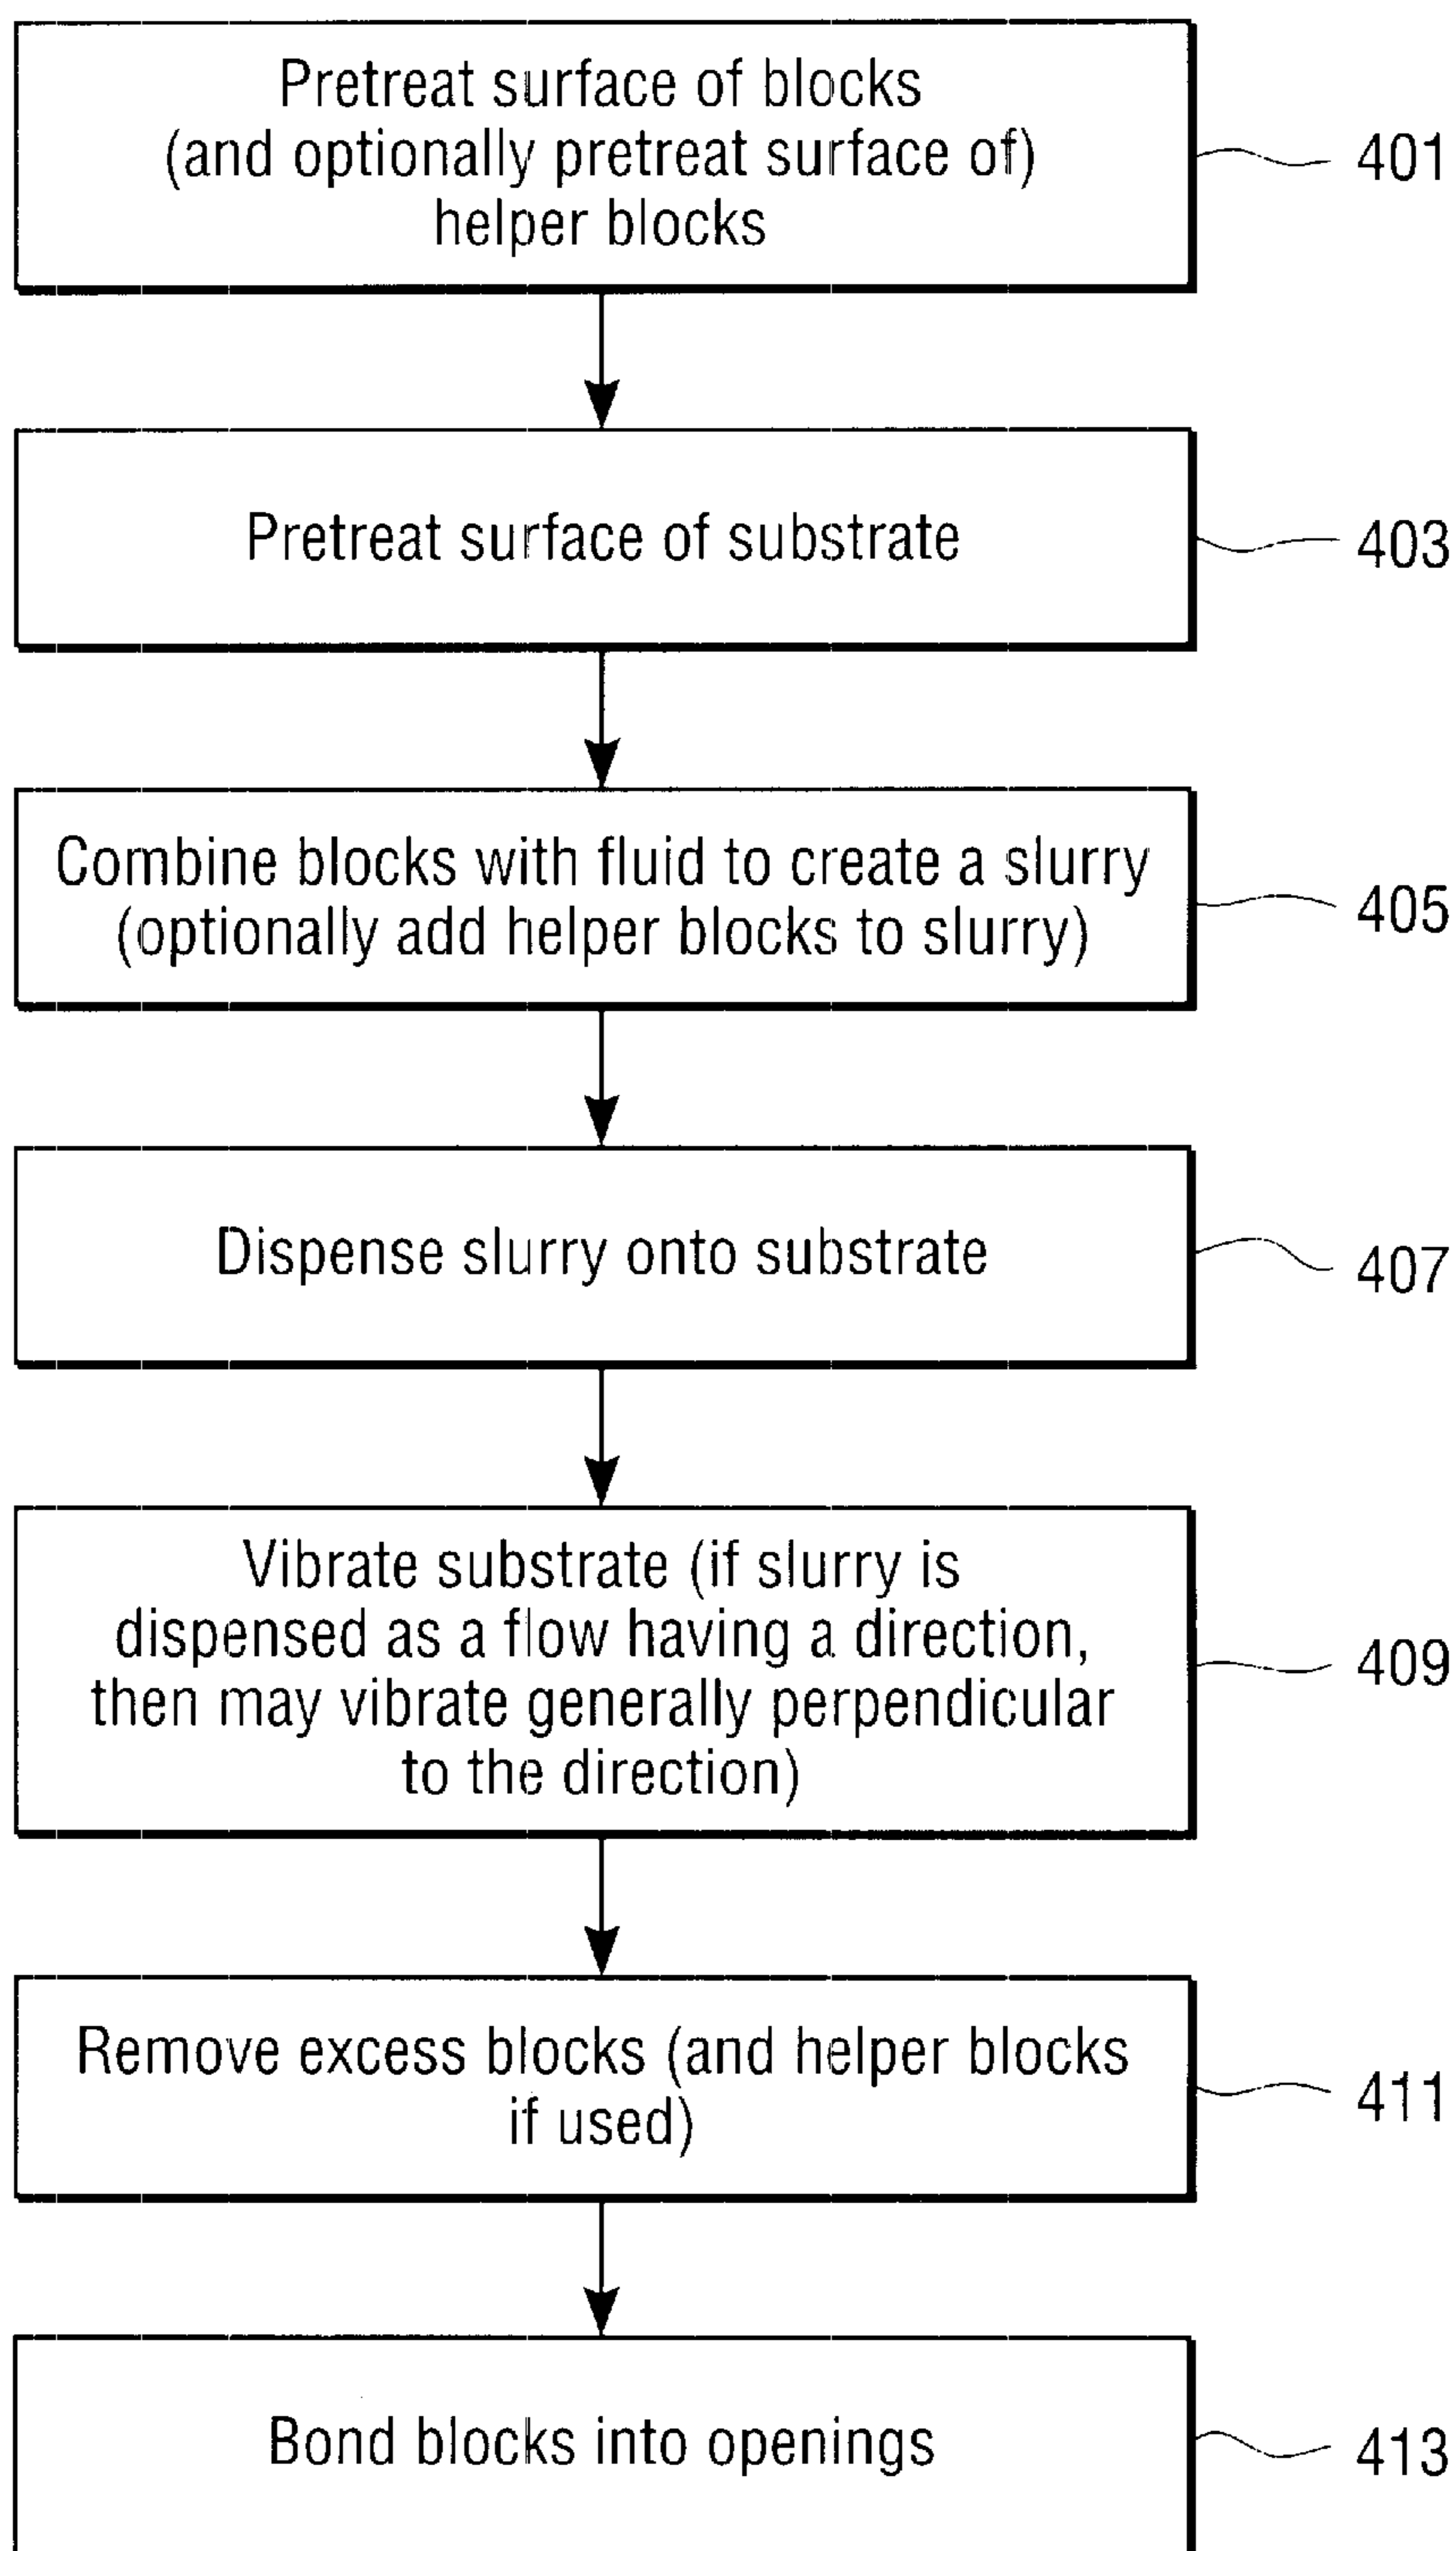 Pretreat surface of blocks
(and optionally pretreat surface of)
helper blocks
401
Pretreat surface of substrate
403
Combine blocks with fluid to create a slurry
(optionally add helper blocks to slurry)
405
Dispense slurry onto substrate
407
Vibrate substrate (if slurry is
dispensed as a flow having a direction,
then may vibrate generally perpendicular
to the direction)
409
Remove excess blocks (and helper blocks
if used)
411
Bond blocks into openings
413